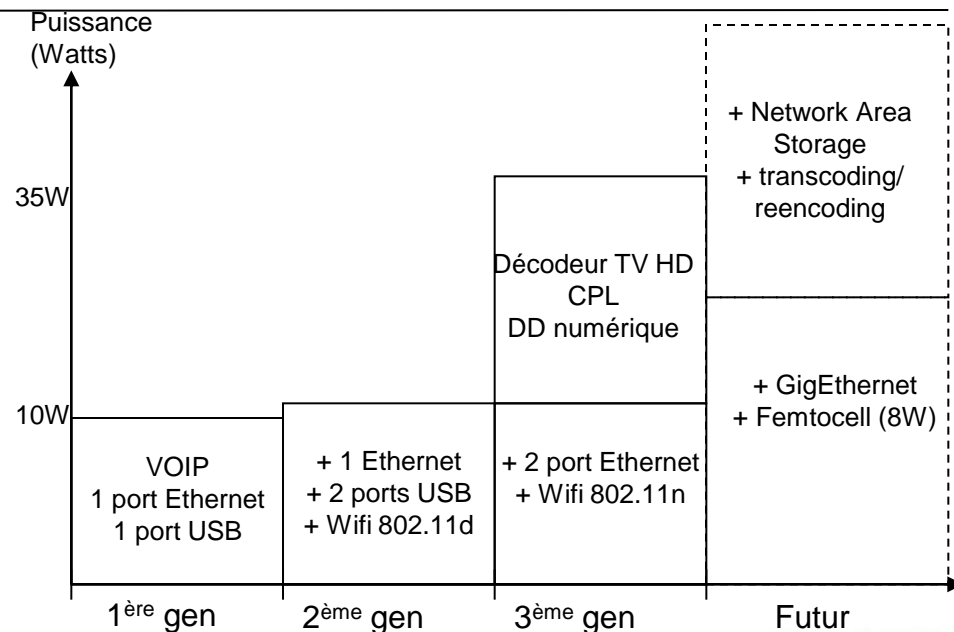 Puissance
(Watts)
35W
10W
VOIP
1 port Ethernet
1 port USB
+ 1 Ethernet
+ 2 ports USB
+ Wifi 802.11d
Décodeur TV HD
CPL
DD numérique
+ 2 port Ethernet
+ Wifi 802.11n
+ Network Area
Storage
+ transcoding/
reencoding
+ GigEthernet
+ Femtocell (8W)
1ère gen
2ème gen
3ème gen
Futur